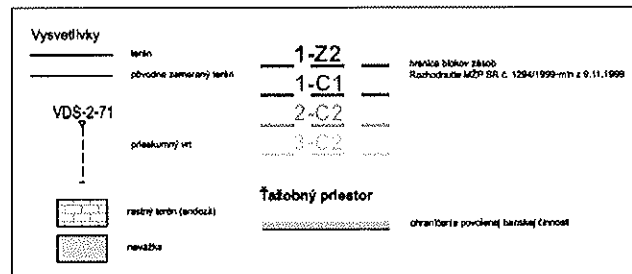 Vysvetlivky
terén
pôvodne zameraný terén
VDS-2-71
prieskumný vrt
rastný terén (andezit)
navážka
1-Z2
1-C1
2-C2
3-C2
hranice blokov zásob
Rozhodnutie MŽP SR č. 1294/1999-min z 9.11.1999
Ťažobný priestor
ohraničenie povolenej banskej činnosti